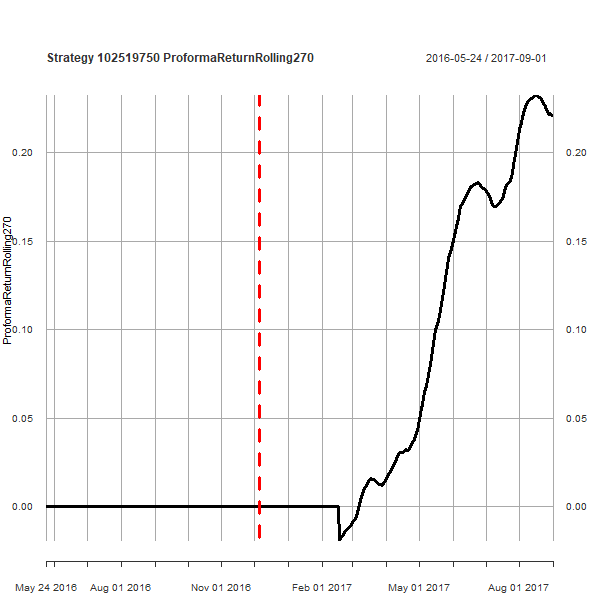 Strategy 102519750 ProformaReturnRolling270
2016-05-24 / 2017-09-01
ProformaReturnRolling270
0.20
0.15
0.10
0.05
0.00
0.20
0.15
0.10
0.05
0.00
May 24 2016
Aug 01 2016
Nov 01 2016
Feb 01 2017
May 01 2017
Aug 01 2017